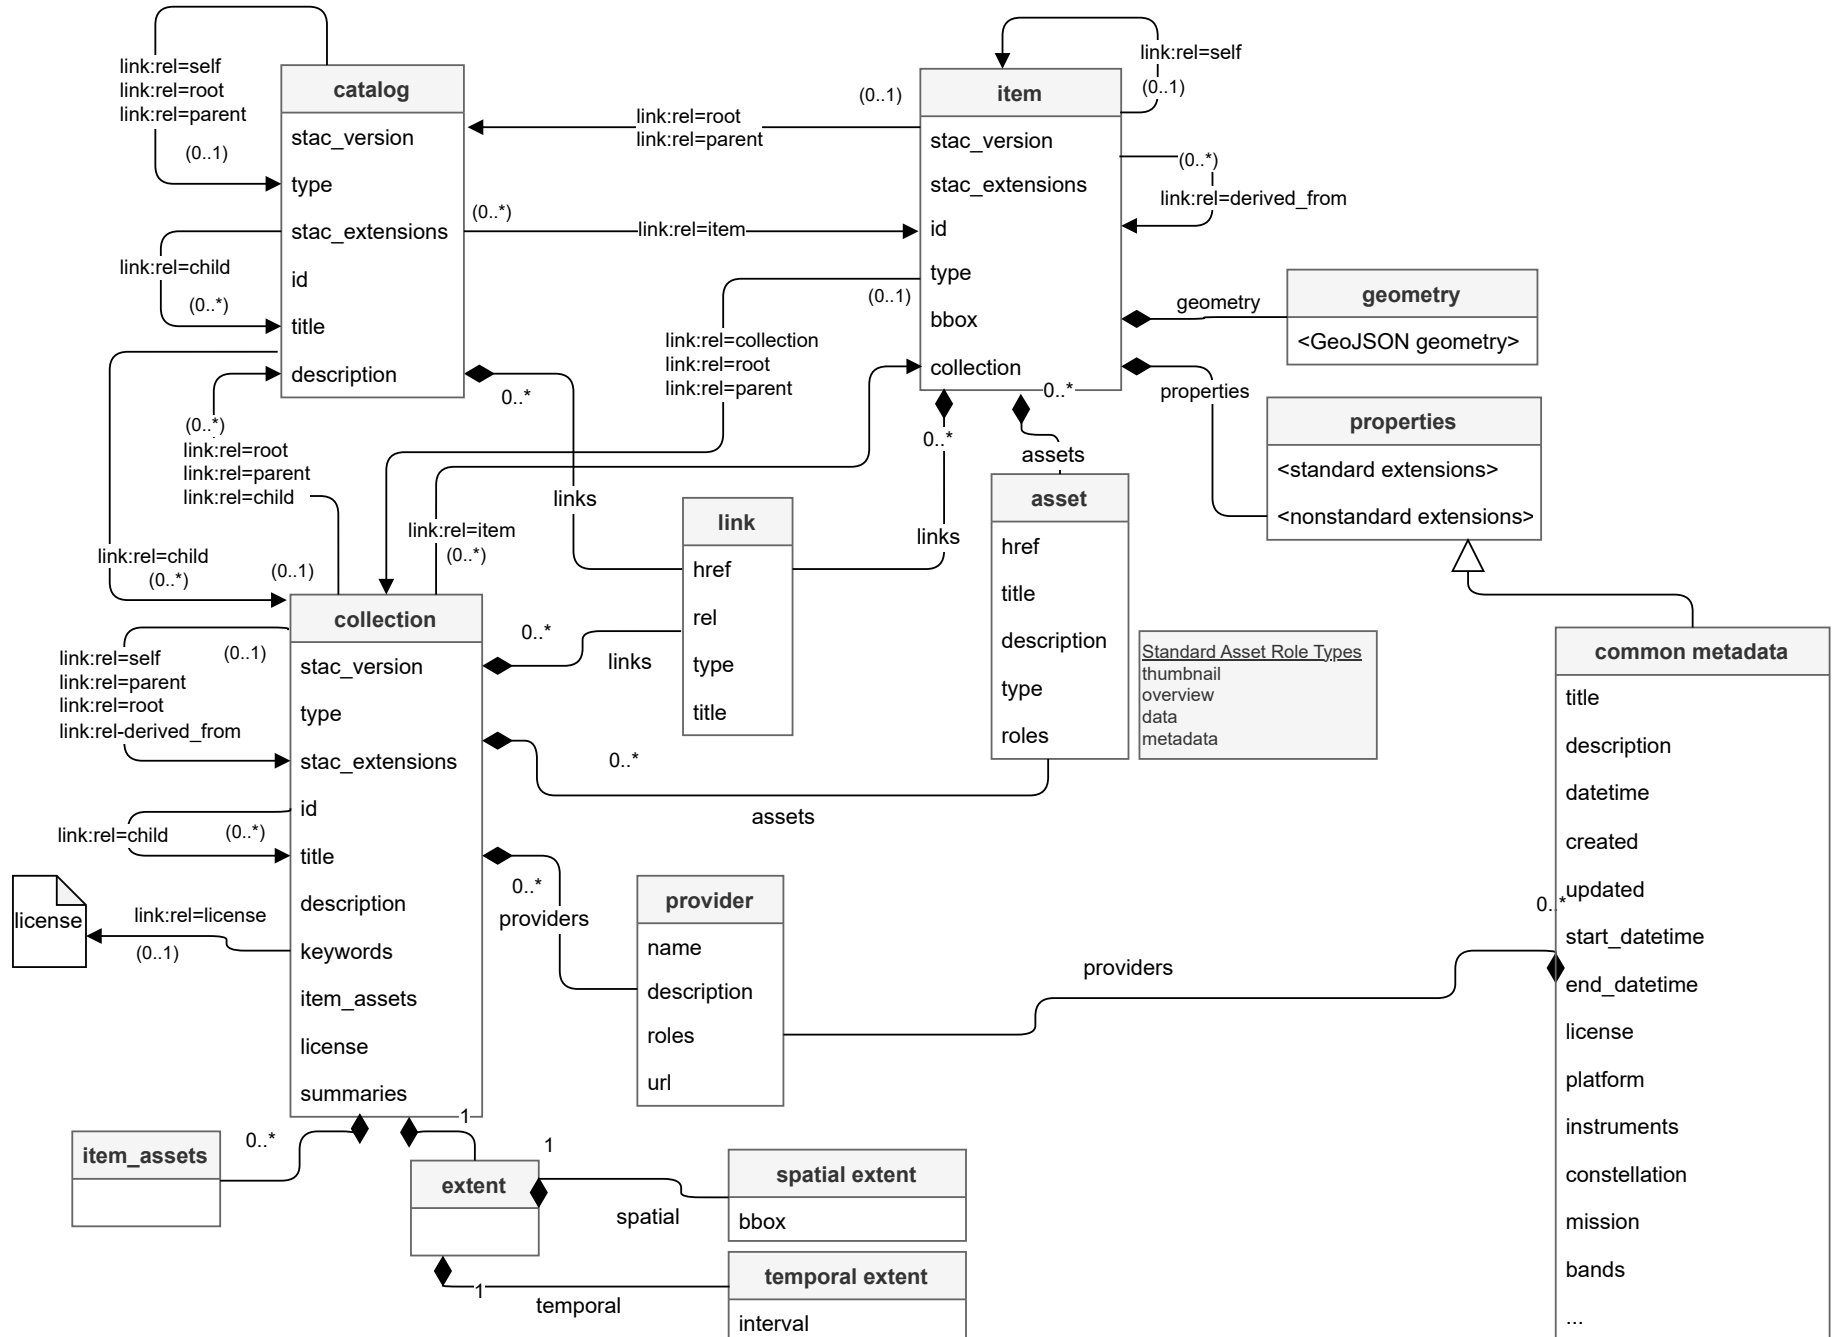 link:rel=self
link:rel=root
link:rel=parent
(0..1)
catalog
stac_version
type
stac_extensions
id
title
description
link:rel=child
(0..*)
(0..1)
link:rel=root
link:rel=parent
(0..*)
link:rel=item
item
stac_version
stac_extensions
id
type
bbox
collection
link:rel=self
(0..1)
(0..*)
link:rel=derived_from
(0..1)
link:rel=collection
link:rel=root
link:rel=parent
geometry
geometry
<GeoJSON geometry>
properties
properties
<standard extensions>
<nonstandard extensions>
0..*
0..*
0..*
assets
links
links
(0..*)
link:rel=root
link:rel=parent
link:rel=child
link:rel=item
(0..*)
link:rel=child
(0..*)
(0..1)
link
href
rel
type
title
asset
href
title
description
type
roles
Standard Asset Role Types
thumbnail
overview
data
metadata
collection
stac_version
type
stac_extensions
id
title
description
keywords
item_assets
license
summaries
link:rel=self
link:rel=parent
link:rel=root
link:rel-derived_from
(0..1)
0..*
links
0..*
assets
link:rel=child
(0..*)
license
link:rel=license
(0..1)
0..*
providers
provider
name
description
roles
url
providers
0..*
common metadata
title
description
datetime
created
updated
start_datetime
end_datetime
license
platform
instruments
constellation
mission
bands
...
item_assets
0..*
1
extent
1
spatial
spatial extent
bbox
1
temporal
temporal extent
interval